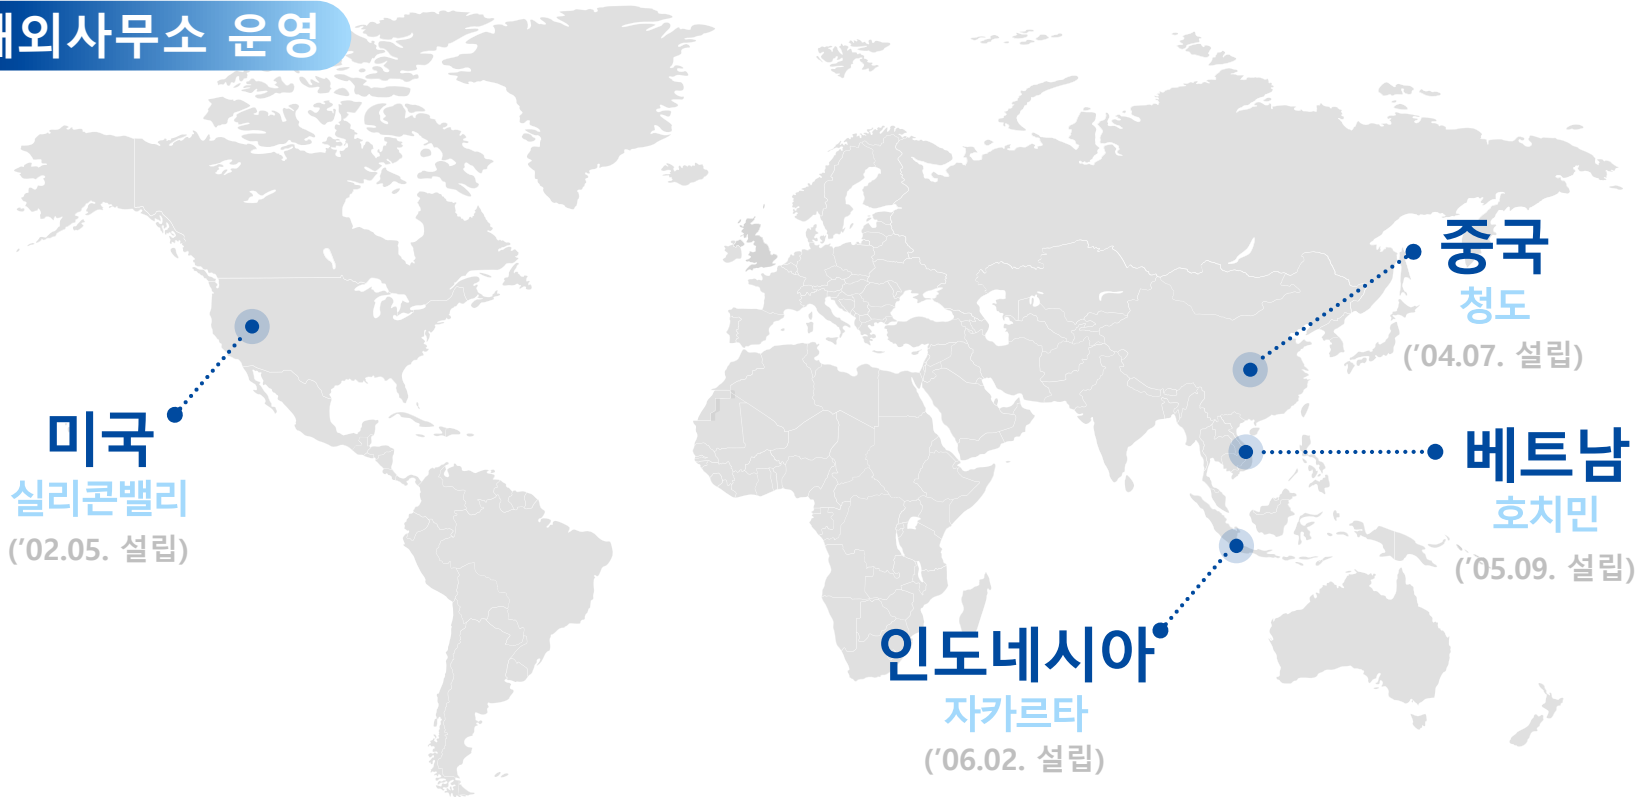 해외사무소 운영
중국
청도
(’04.07. 설립)
미국
실리콘밸리
(’02.05. 설립)
베트남
호치민
(’05.09. 설립)
인도네시아
자카르타
(’06.02. 설립)